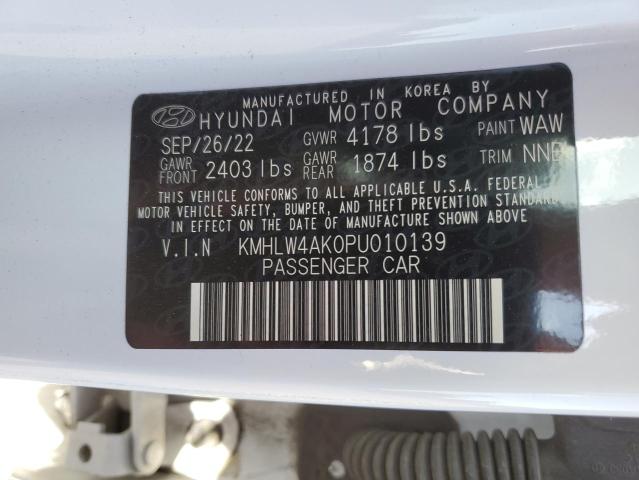 MANUFACTURED IN KOREA BY
HYUNDAI MOTOR COMPANY
SEP/26/22 GVWR 4178 lbs PAINT WAW
GAWR FRONT 2403 lbs GAWR REAR 1874 lbs TRIM NNB
THIS VEHICLE CONFORMS TO ALL APPLICABLE U.S.A. FEDERAL
MOTOR VEHICLE SAFETY, BUMPER, AND THEFT PREVENTION STANDARD
IN EFFECT ON THE DATE OF MANUFACTURE SHOWN ABOVE.
V.I.N KMHLW4AK0PU010139
PASSENGER CAR